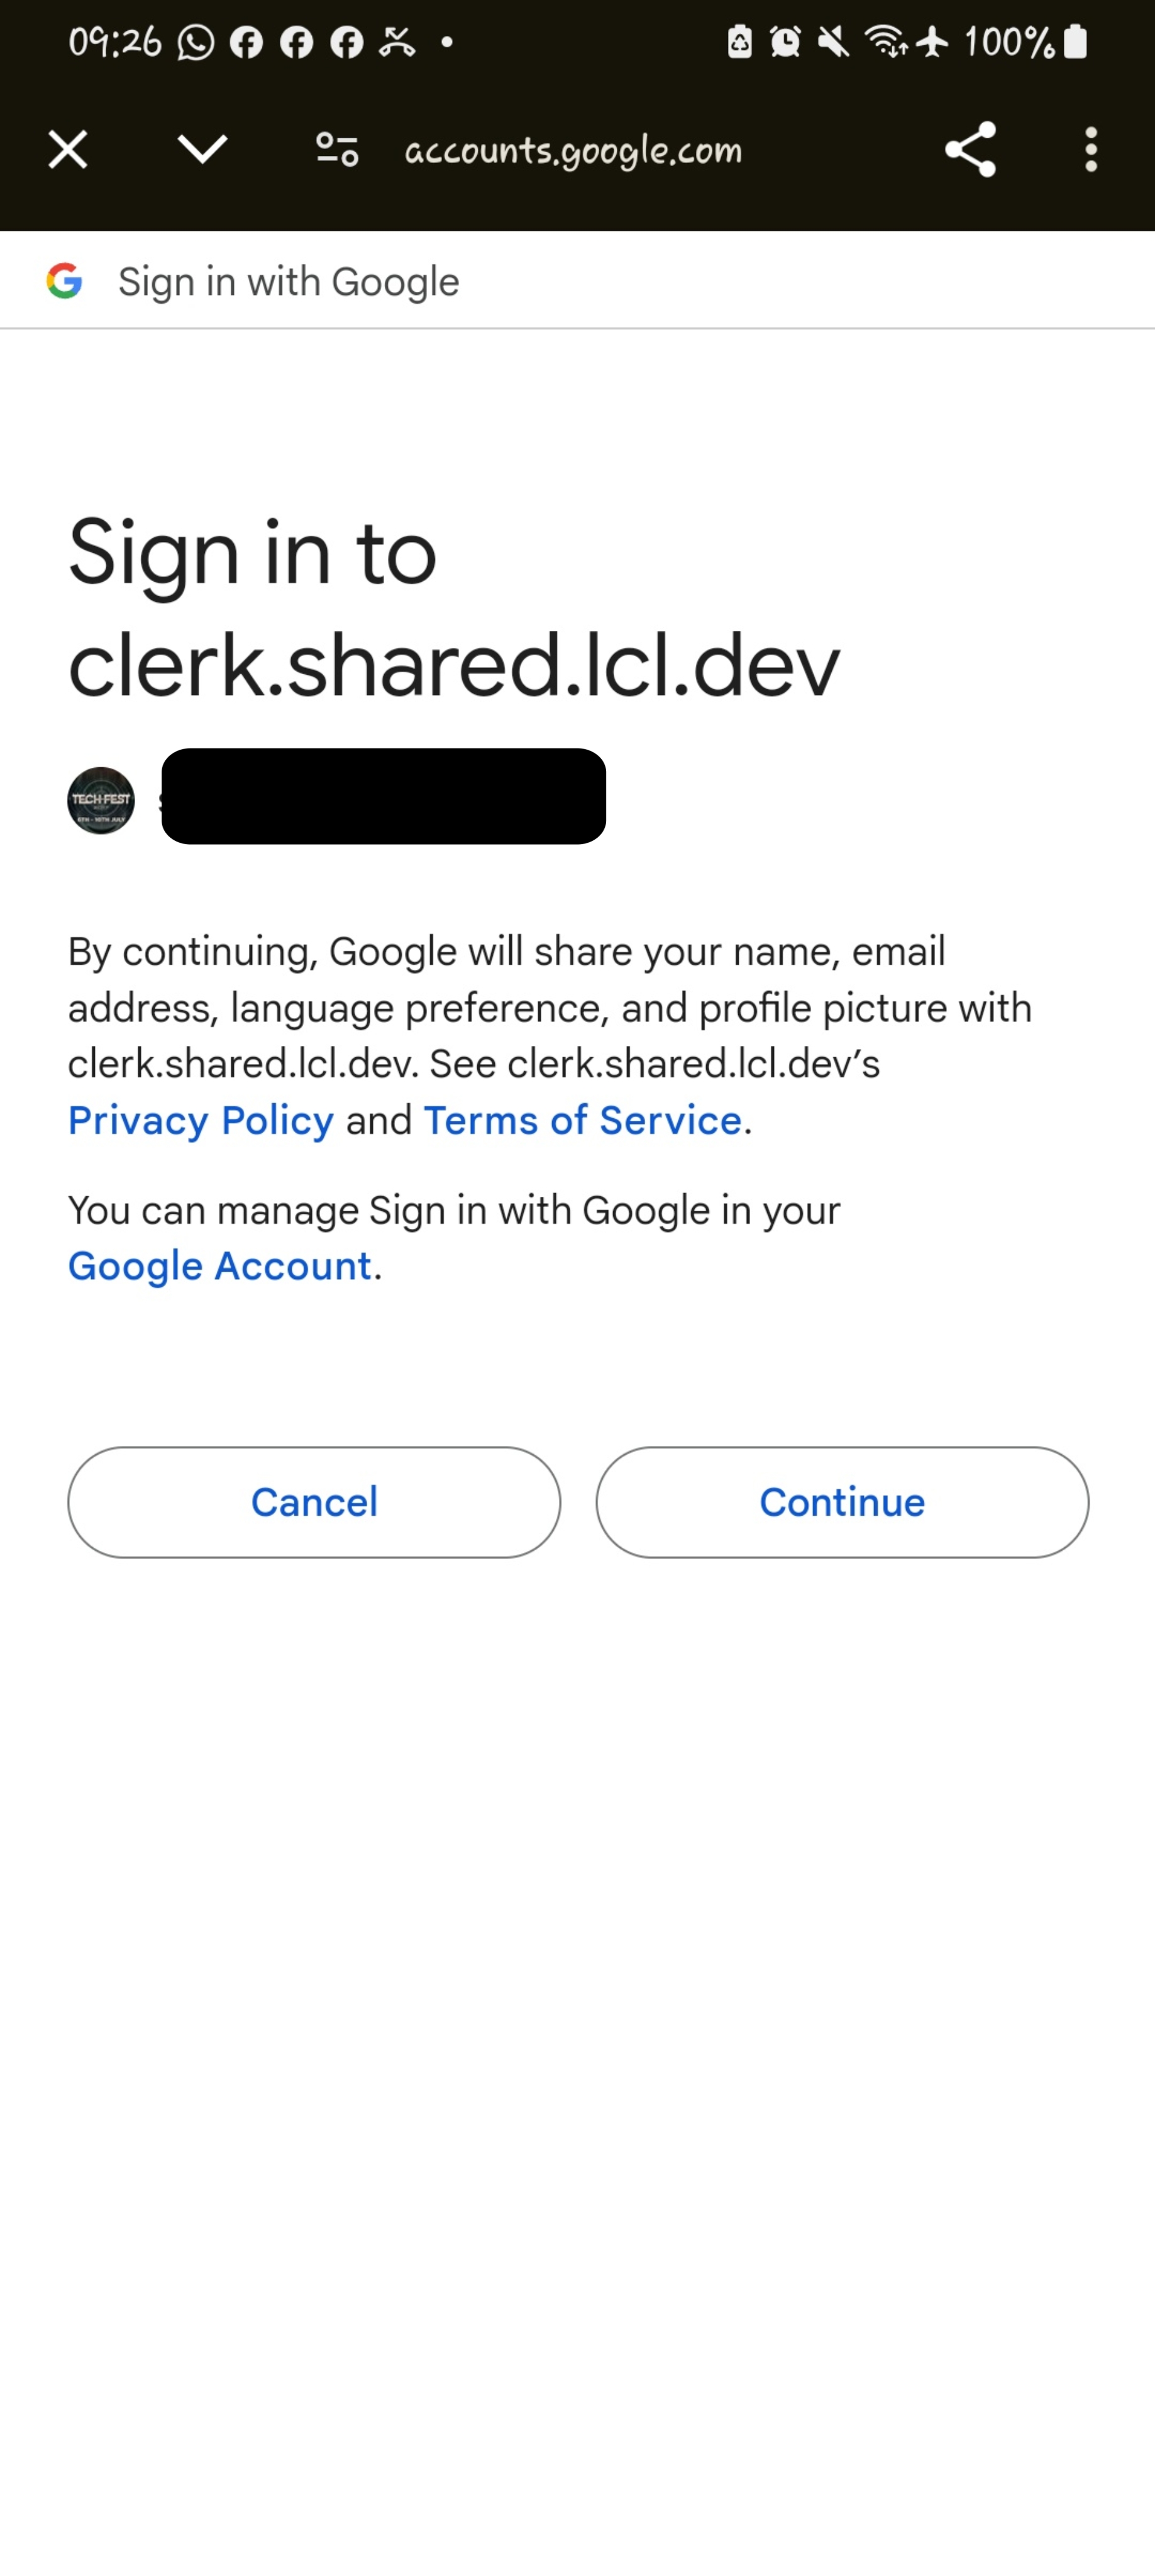 09:26
100%
accounts.google.com
Sign in with Google
Sign in to
clerk.shared.lcl.dev
TECH FEST
6TH - 10TH JULY
By continuing, Google will share your name, email
address, language preference, and profile picture with
clerk.shared.lcl.dev. See clerk.shared.lcl.dev’s
Privacy Policy and Terms of Service.
You can manage Sign in with Google in your
Google Account.
Cancel
Continue